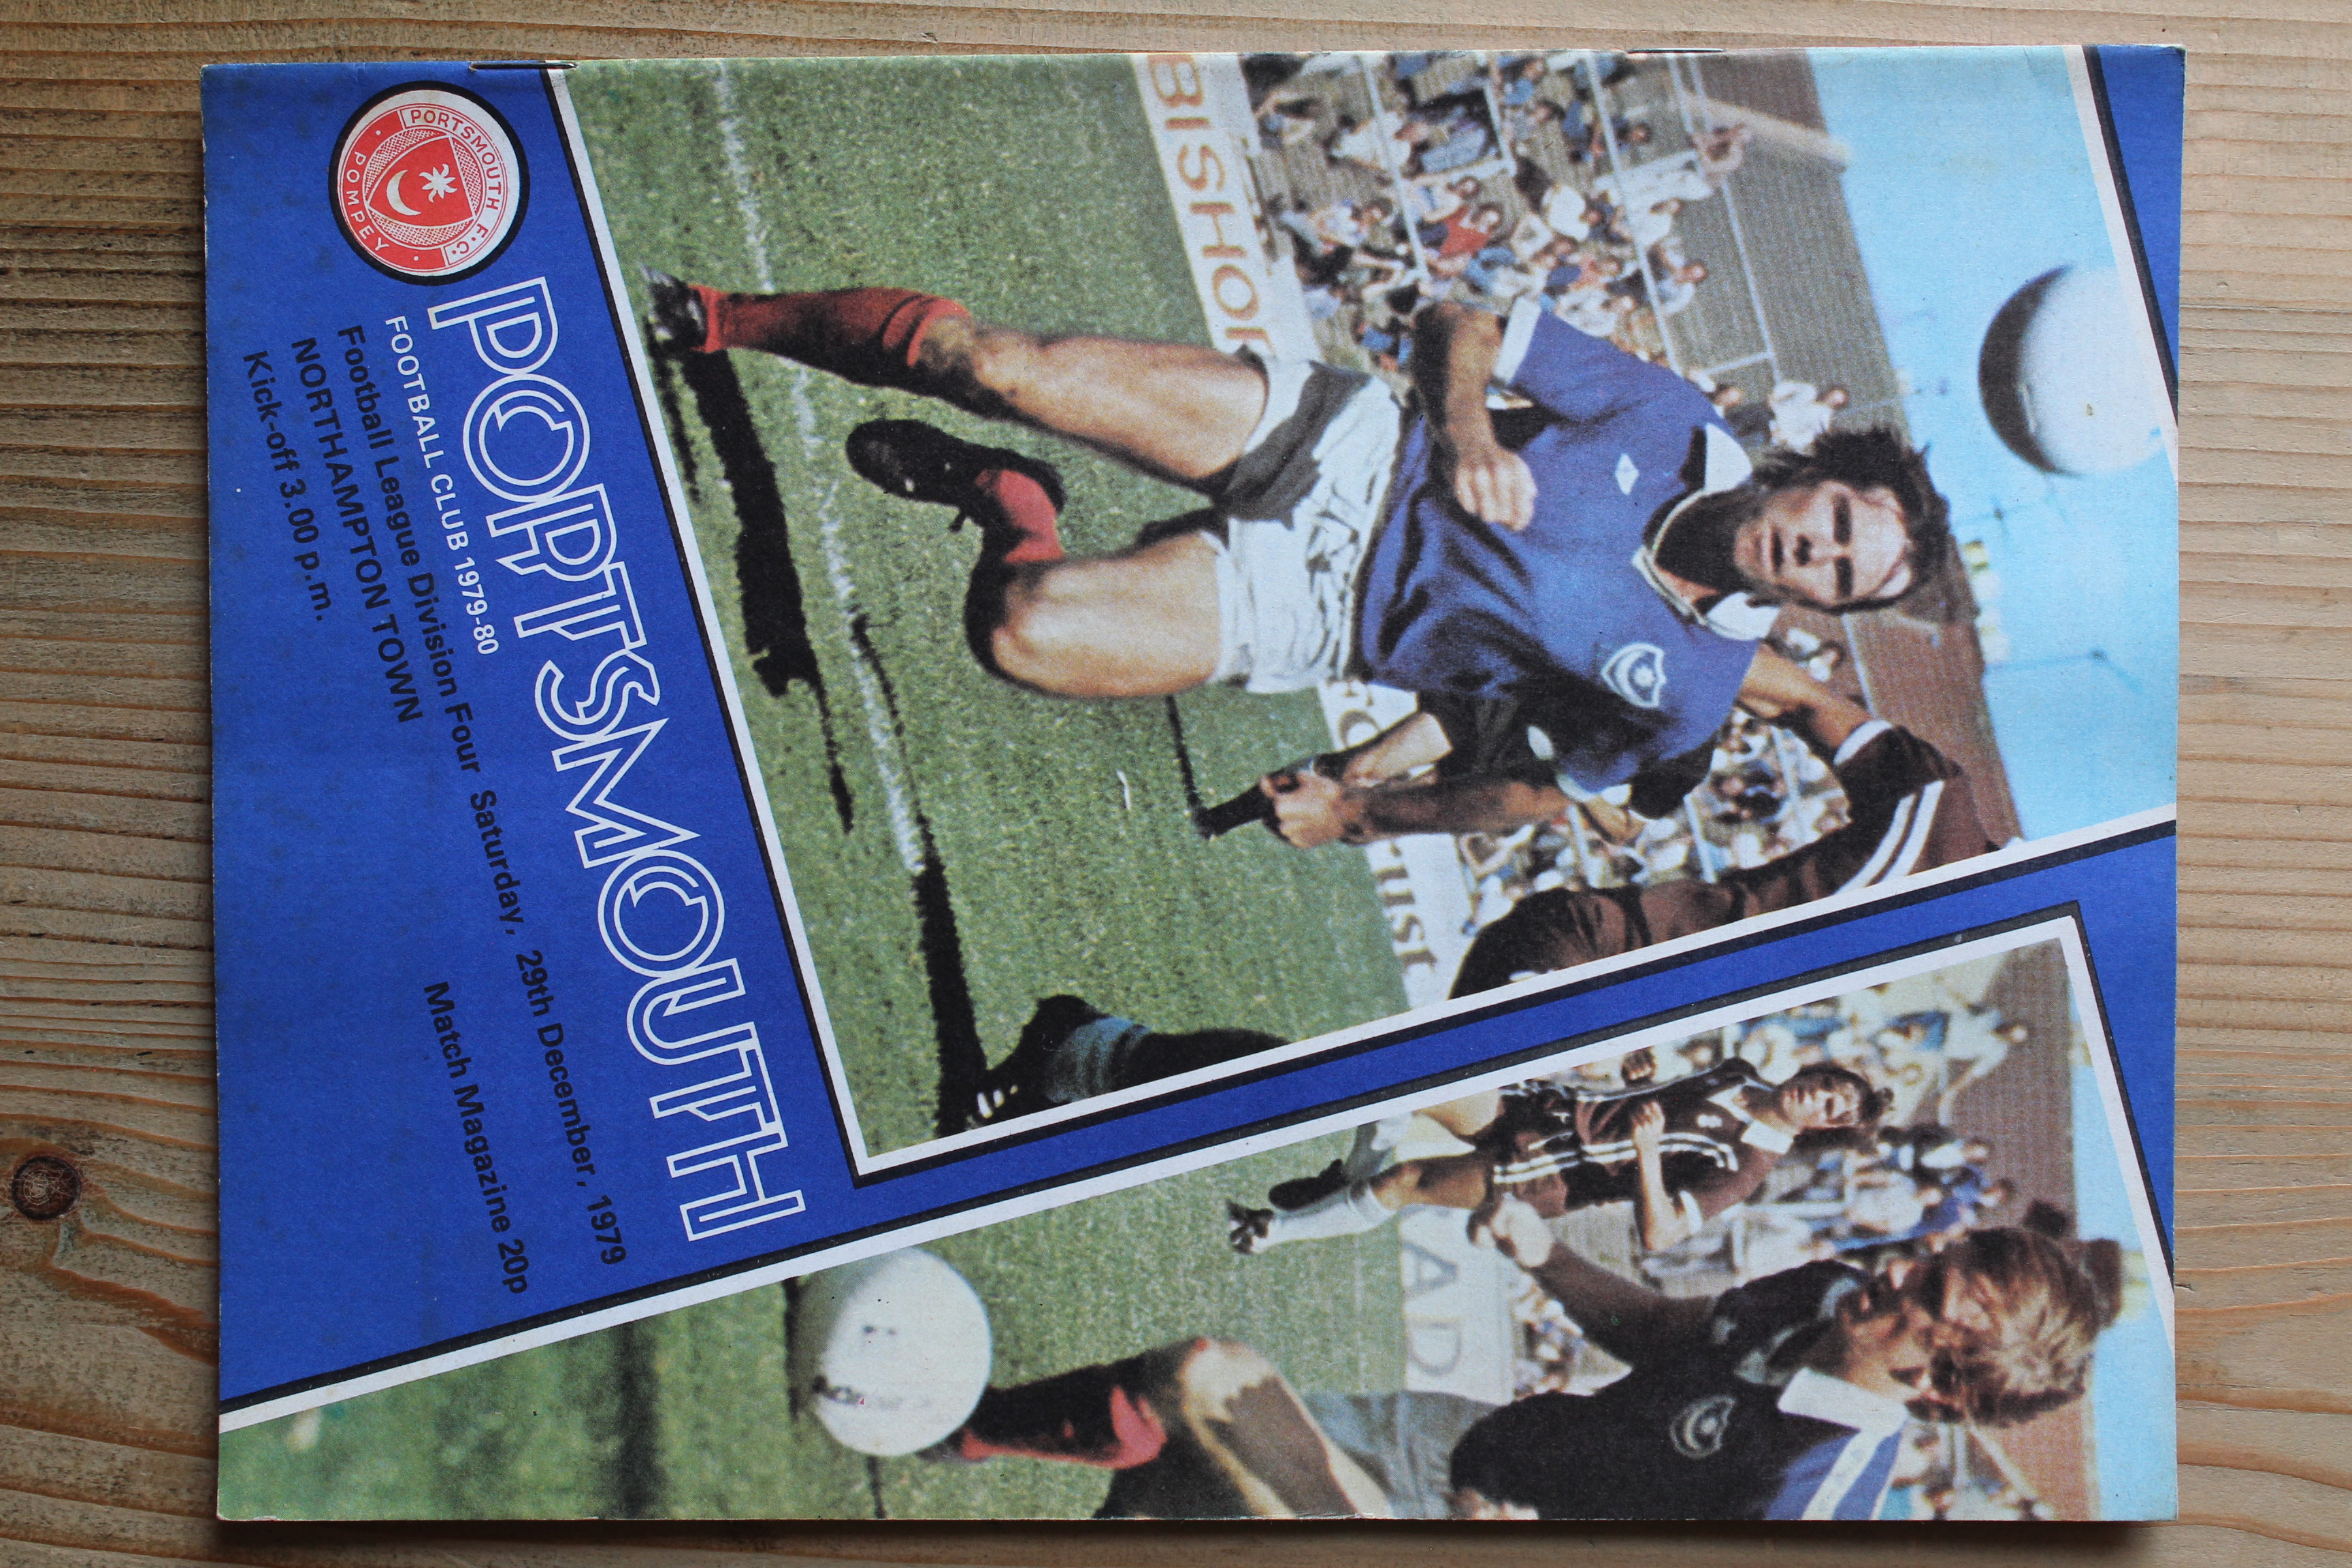 PORTSMOUTH F.C.
POMPEY
PORTSMOUTH
FOOTBALL CLUB 1979-80
Football League Division Four Saturday, 29th December, 1979
NORTHAMPTON TOWN
Kick-off 3.00 p.m.
Match Magazine 20p
BISHOP
AD